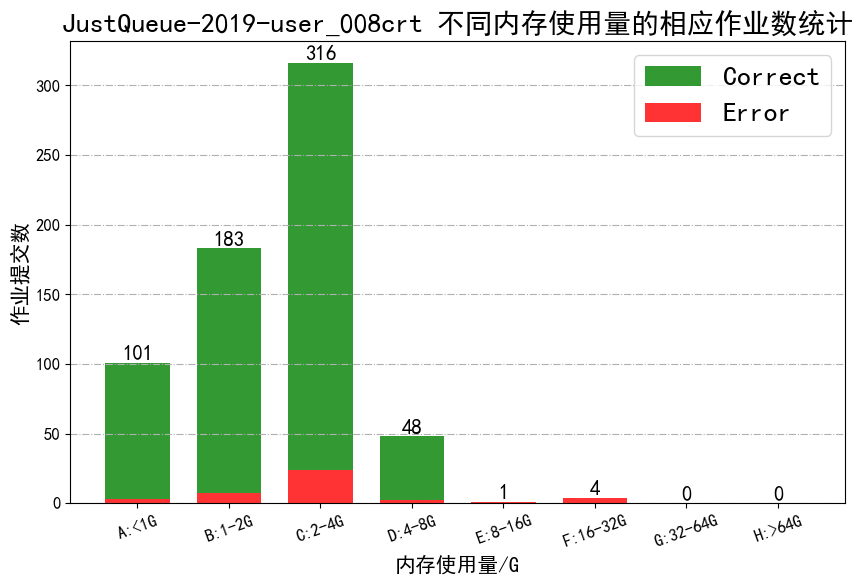 JustQueue-2019-user_008crt 不同内存使用量的相应作业数统计
Correct
Error
作业提交数
300
250
200
150
100
50
0
101
183
316
48
1
4
0
0
A:<1G
B:1-2G
C:2-4G
D:4-8G
E:8-16G
F:16-32G
G:32-64G
H:>64G
内存使用量/G